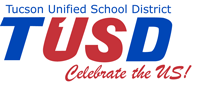 Tucson Unified School District
TUSD
Celebrate the US!